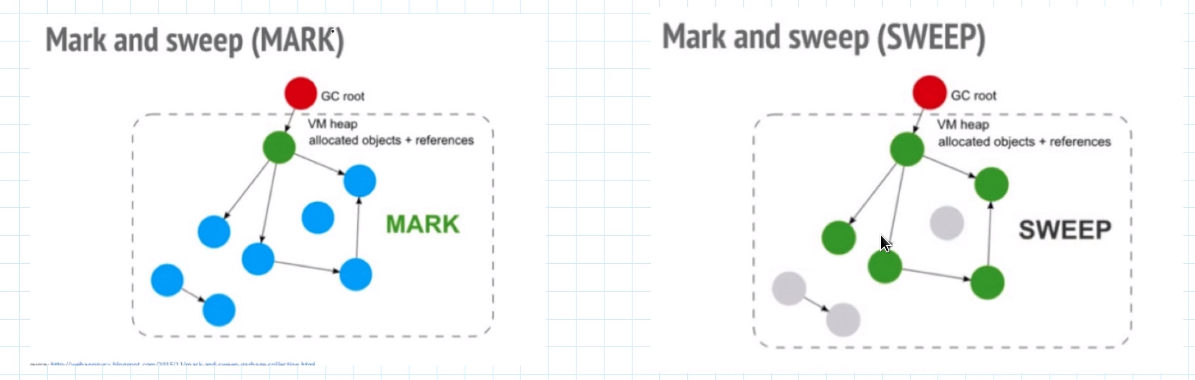 Mark and sweep (MARK)
GC root
VM heap
allocated objects + references
MARK
Mark and sweep (SWEEP)
GC root
VM heap
allocated objects + references
SWEEP